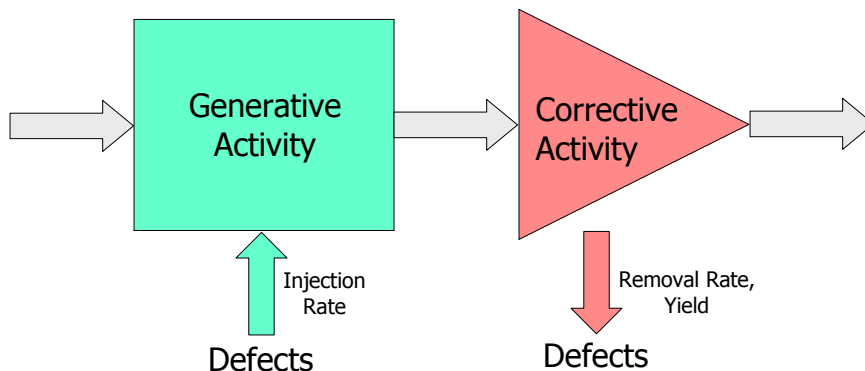 Generative
Activity
Corrective
Activity
Injection
Rate
Removal Rate,
Yield
Defects
Defects